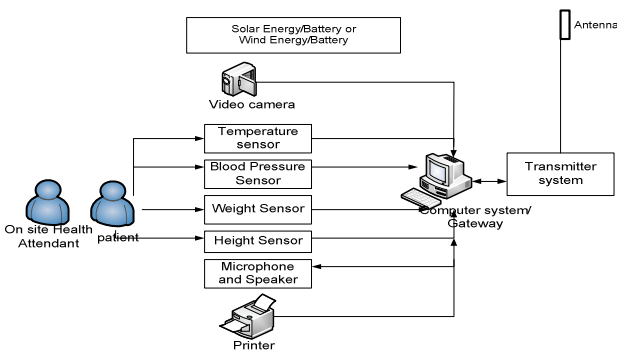 Solar Energy/Battery or
Wind Energy/Battery
Antenna
Video camera
Temperature
sensor
Blood Pressure
Sensor
Transmitter
system
Weight Sensor
Computer system/
Gateway
On site Health
Attendant
patient
Height Sensor
Microphone
and Speaker
Printer